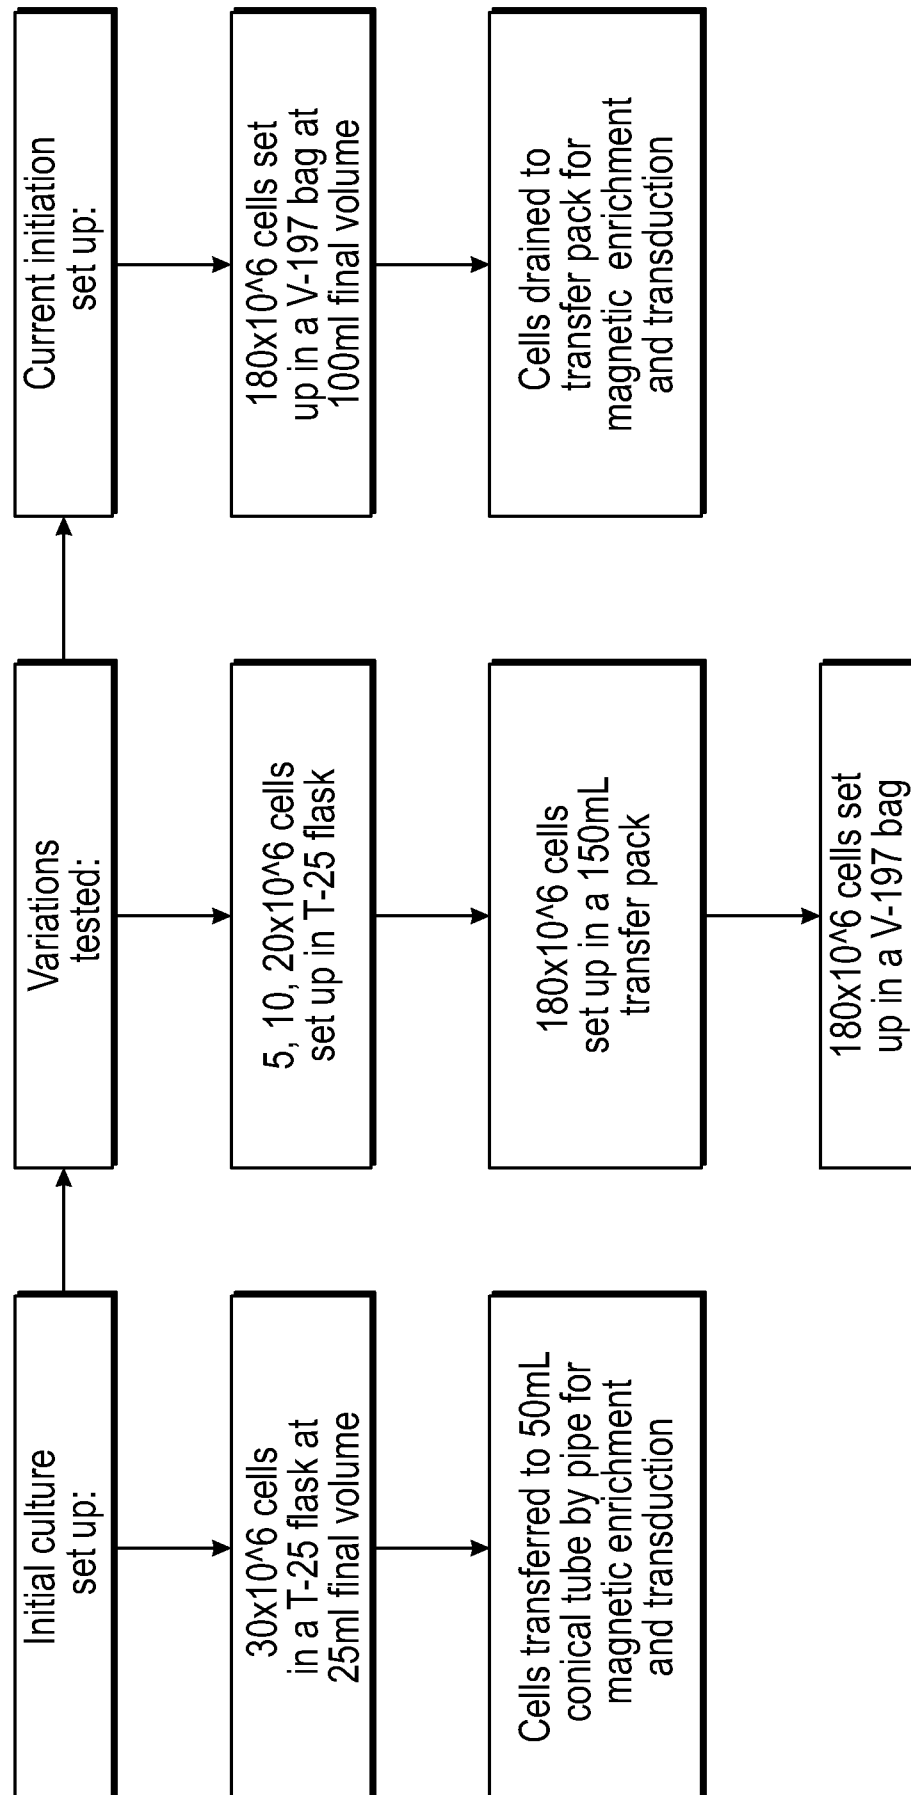 Initial culture
set up:
30x10^6 cells
in a T-25 flask at
25ml final volume
Cells transferred to 50mL
conical tube by pipe for
magnetic enrichment
and transduction
Variations
tested:
5, 10, 20x10^6 cells
set up in T-25 flask
180x10^6 cells
set up in a 150mL
transfer pack
180x10^6 cells set
up in a V-197 bag
Current initiation
set up:
180x10^6 cells set
up in a V-197 bag at
100ml final volume
Cells drained to
transfer pack for
magnetic enrichment
and transduction